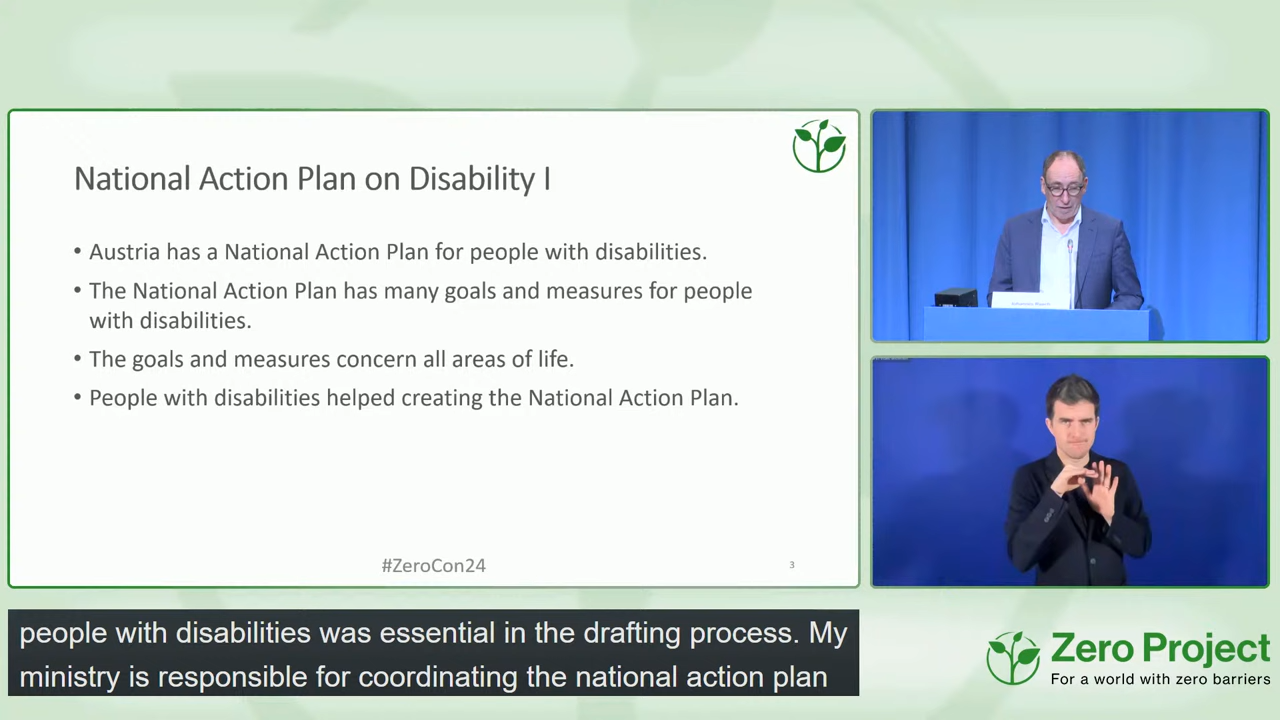 National Action Plan on Disability I
• Austria has a National Action Plan for people with disabilities.
• The National Action Plan has many goals and measures for people
with disabilities.
• The goals and measures concern all areas of life.
• People with disabilities helped creating the National Action Plan.
#ZeroCon24
3
people with disabilities was essential in the drafting process. My
ministry is responsible for coordinating the national action plan
Zero Project
For a world with zero barriers